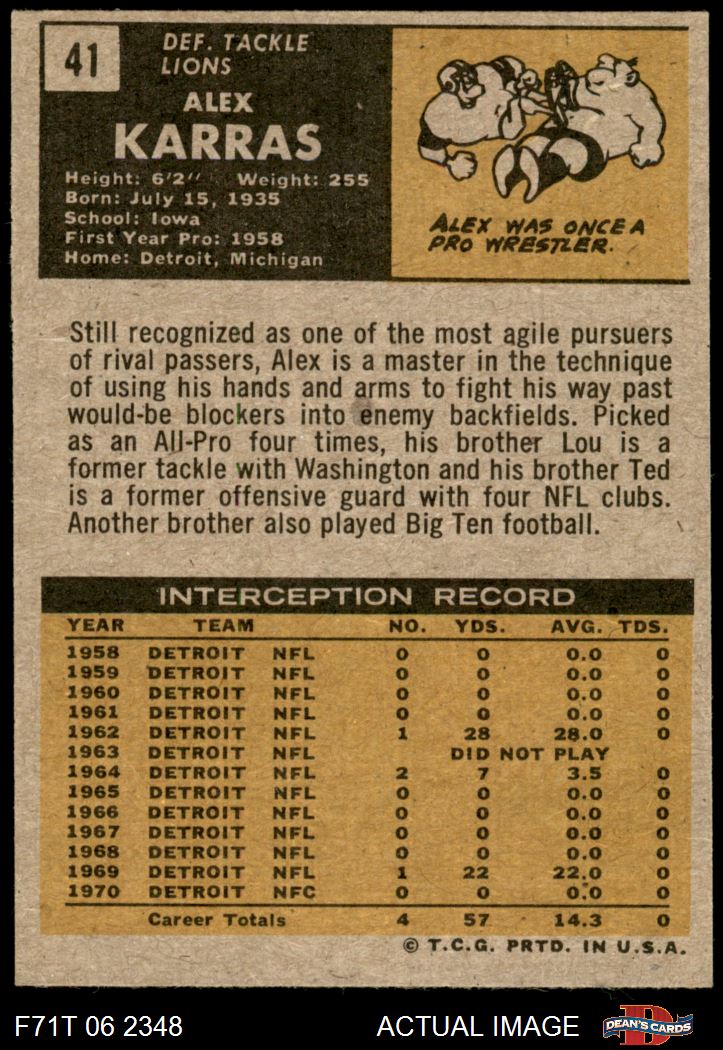 41
DEF. TACKLE
LIONS
ALEX
KARRAS
Height: 6'2" Weight: 255
Born: July 15, 1935
School: Iowa
First Year Pro: 1958
Home: Detroit, Michigan
ALEX WAS ONCE A
PRO WRESTLER.
Still recognized as one of the most agile pursuers
of rival passers, Alex is a master in the technique
of using his hands and arms to fight his way past
would-be blockers into enemy backfields. Picked
as an All-Pro four times, his brother Lou is a
former tackle with Washington and his brother Ted
is a former offensive guard with four NFL clubs.
Another brother also played Big Ten football.
INTERCEPTION RECORD
YEAR TEAM NO. YDS. AVG. TDS.
1958 DETROIT NFL 0 0 0.0 0
1959 DETROIT NFL 0 0 0.0 0
1960 DETROIT NFL 0 0 0.0 0
1961 DETROIT NFL 0 0 0.0 0
1962 DETROIT NFL 1 28 28.0 0
1963 DETROIT NFL DID NOT PLAY
1964 DETROIT NFL 2 7 3.5 0
1965 DETROIT NFL 0 0 0.0 0
1966 DETROIT NFL 0 0 0.0 0
1967 DETROIT NFL 0 0 0.0 0
1968 DETROIT NFL 0 0 0.0 0
1969 DETROIT NFL 1 22 22.0 0
1970 DETROIT NFC 0 0 0.0 0
Career Totals 4 57 14.3 0
© T.C.G. PRTD. IN U.S.A.
F71T 06 2348 ACTUAL IMAGE D DEAN'S CARDS